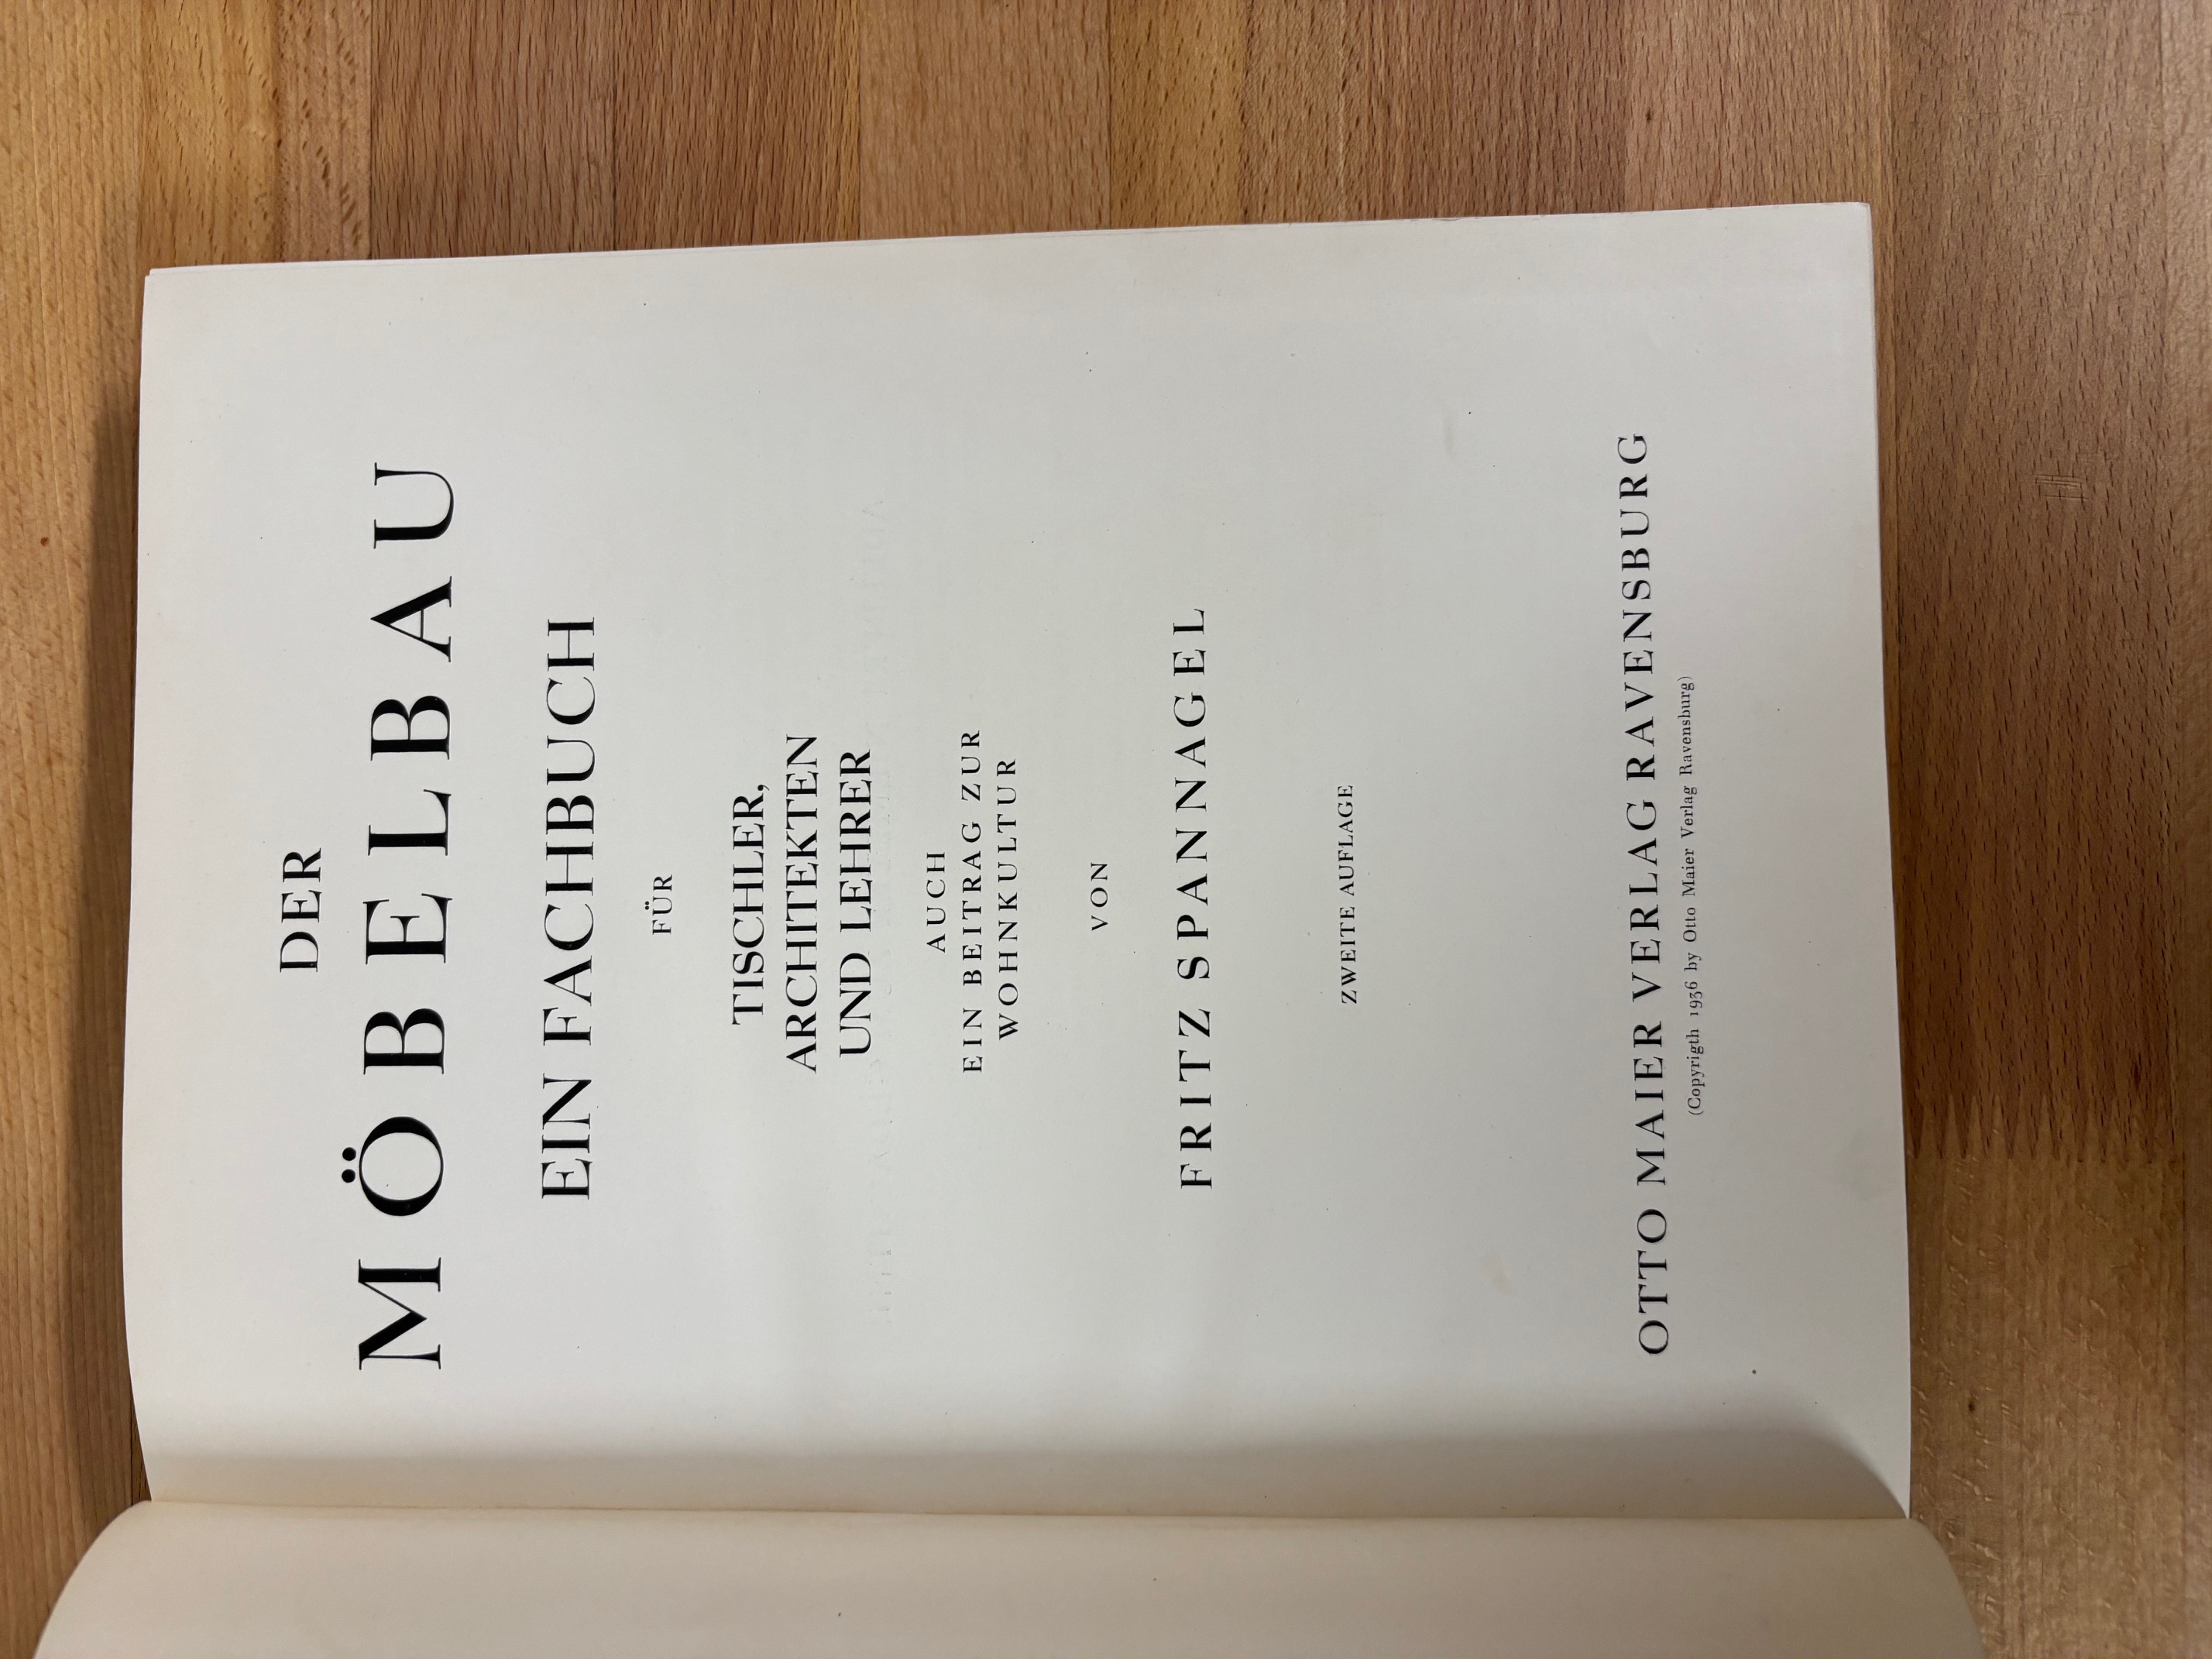 DER
MÖBELBAU
EIN FACHBUCH
FÜR
TISCHLER,
ARCHITEKTEN
UND LEHRER
AUCH
EIN BEITRAG ZUR
WOHNKULTUR
VON
FRITZ SPANNAGEL
ZWEITE AUFLAGE
OTTO MAIER VERLAG RAVENSBURG
(Copyrigth 1936 by Otto Maier Verlag Ravensburg)